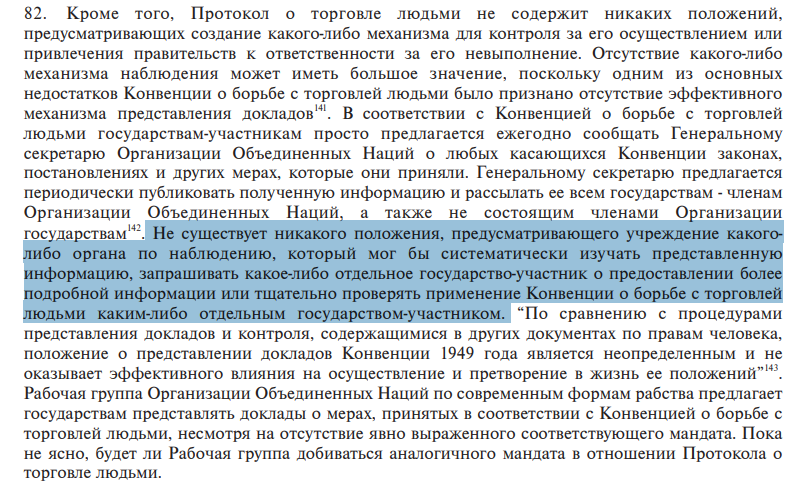 82. Кроме того, Протокол о торговле людьми не содержит никаких положений,
предусматривающих создание какого-либо механизма для контроля за его осуществлением или
привлечения правительств к ответственности за его невыполнение. Отсутствие какого-либо
механизма наблюдения может иметь большое значение, поскольку одним из основных
недостатков Конвенции о борьбе с торговлей людьми было признано отсутствие эффективного
механизма представления докладов141. В соответствии с Конвенцией о борьбе с торговлей
людьми государствам-участникам просто предлагается ежегодно сообщать Генеральному
секретарю Организации Объединенных Наций о любых касающихся Конвенции законах,
постановлениях и других мерах, которые они приняли. Генеральному секретарю предлагается
периодически публиковать полученную информацию и рассылать ее всем государствам - членам
Организации Объединенных Наций, а также не состоящим членами Организации
государствам142. Не существует никакого положения, предусматривающего учреждение какого-
либо органа по наблюдению, который мог бы систематически изучать представленную
информацию, запрашивать какое-либо отдельное государство-участник о предоставлении более
подробной информации или тщательно проверять применение Конвенции о борьбе с торговлей
людьми каким-либо отдельным государством-участником. “По сравнению с процедурами
представления докладов и контроля, содержащимися в других документах по правам человека,
положение о представлении докладов Конвенции 1949 года является неопределенным и не
оказывает эффективного влияния на осуществление и претворение в жизнь ее положений”143.
Рабочая группа Организации Объединенных Наций по современным формам рабства предлагает
государствам представлять доклады о мерах, принятых в соответствии с Конвенцией о борьбе с
торговлей людьми, несмотря на отсутствие явно выраженного соответствующего мандата. Пока
не ясно, будет ли Рабочая группа добиваться аналогичного мандата в отношении Протокола о
торговле людьми.